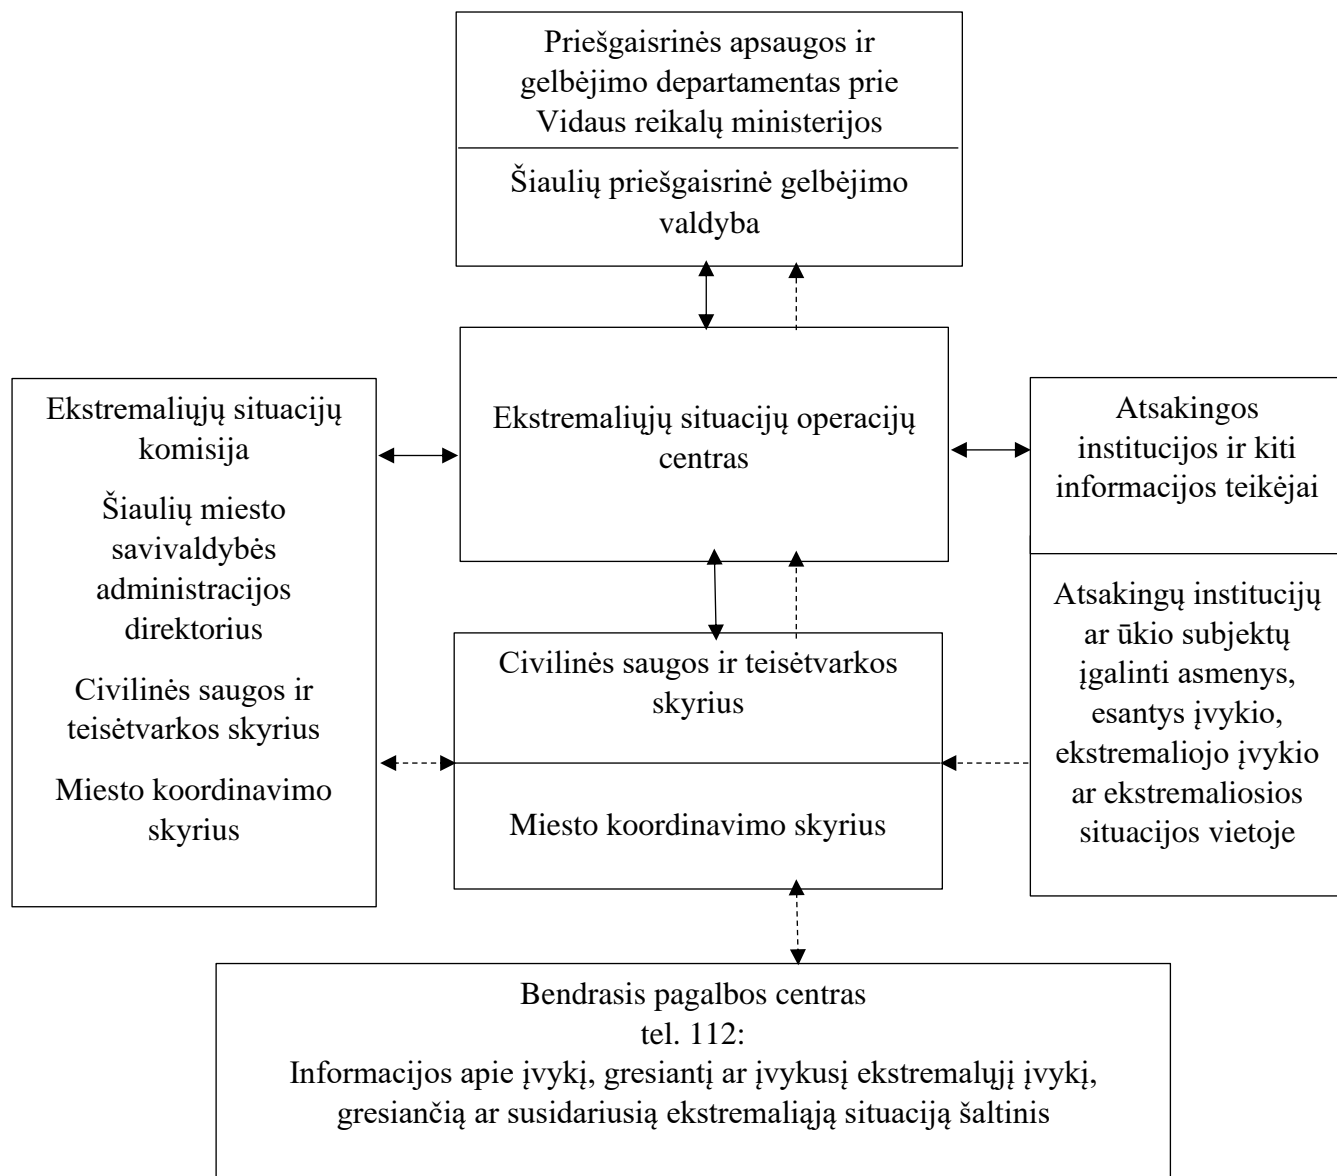 Priešgaisrinės apsaugos ir
gelbėjimo departamentas prie
Vidaus reikalų ministerijos
Šiaulių priešgaisrinė gelbėjimo
valdyba
Ekstremaliųjų situacijų
komisija
Šiaulių miesto
savivaldybės
administracijos
direktorius
Civilinės saugos ir
teisėtvarkos skyrius
Miesto koordinavimo
skyrius
Ekstremaliųjų situacijų operacijų
centras
Civilinės saugos ir teisėtvarkos
skyrius
Miesto koordinavimo skyrius
Atsakingos
institucijos ir kiti
informacijos teikėjai
Atsakingų institucijų
ar ūkio subjektų
įgalinti asmenys,
esantys įvykio,
ekstremaliojo įvykio
ar ekstremaliosios
situacijos vietoje
Bendrasis pagalbos centras
tel. 112:
Informacijos apie įvykį, gresiantį ar įvykusį ekstremalųjį įvykį,
gresiančią ar susidariusią ekstremaliąją situaciją šaltinis